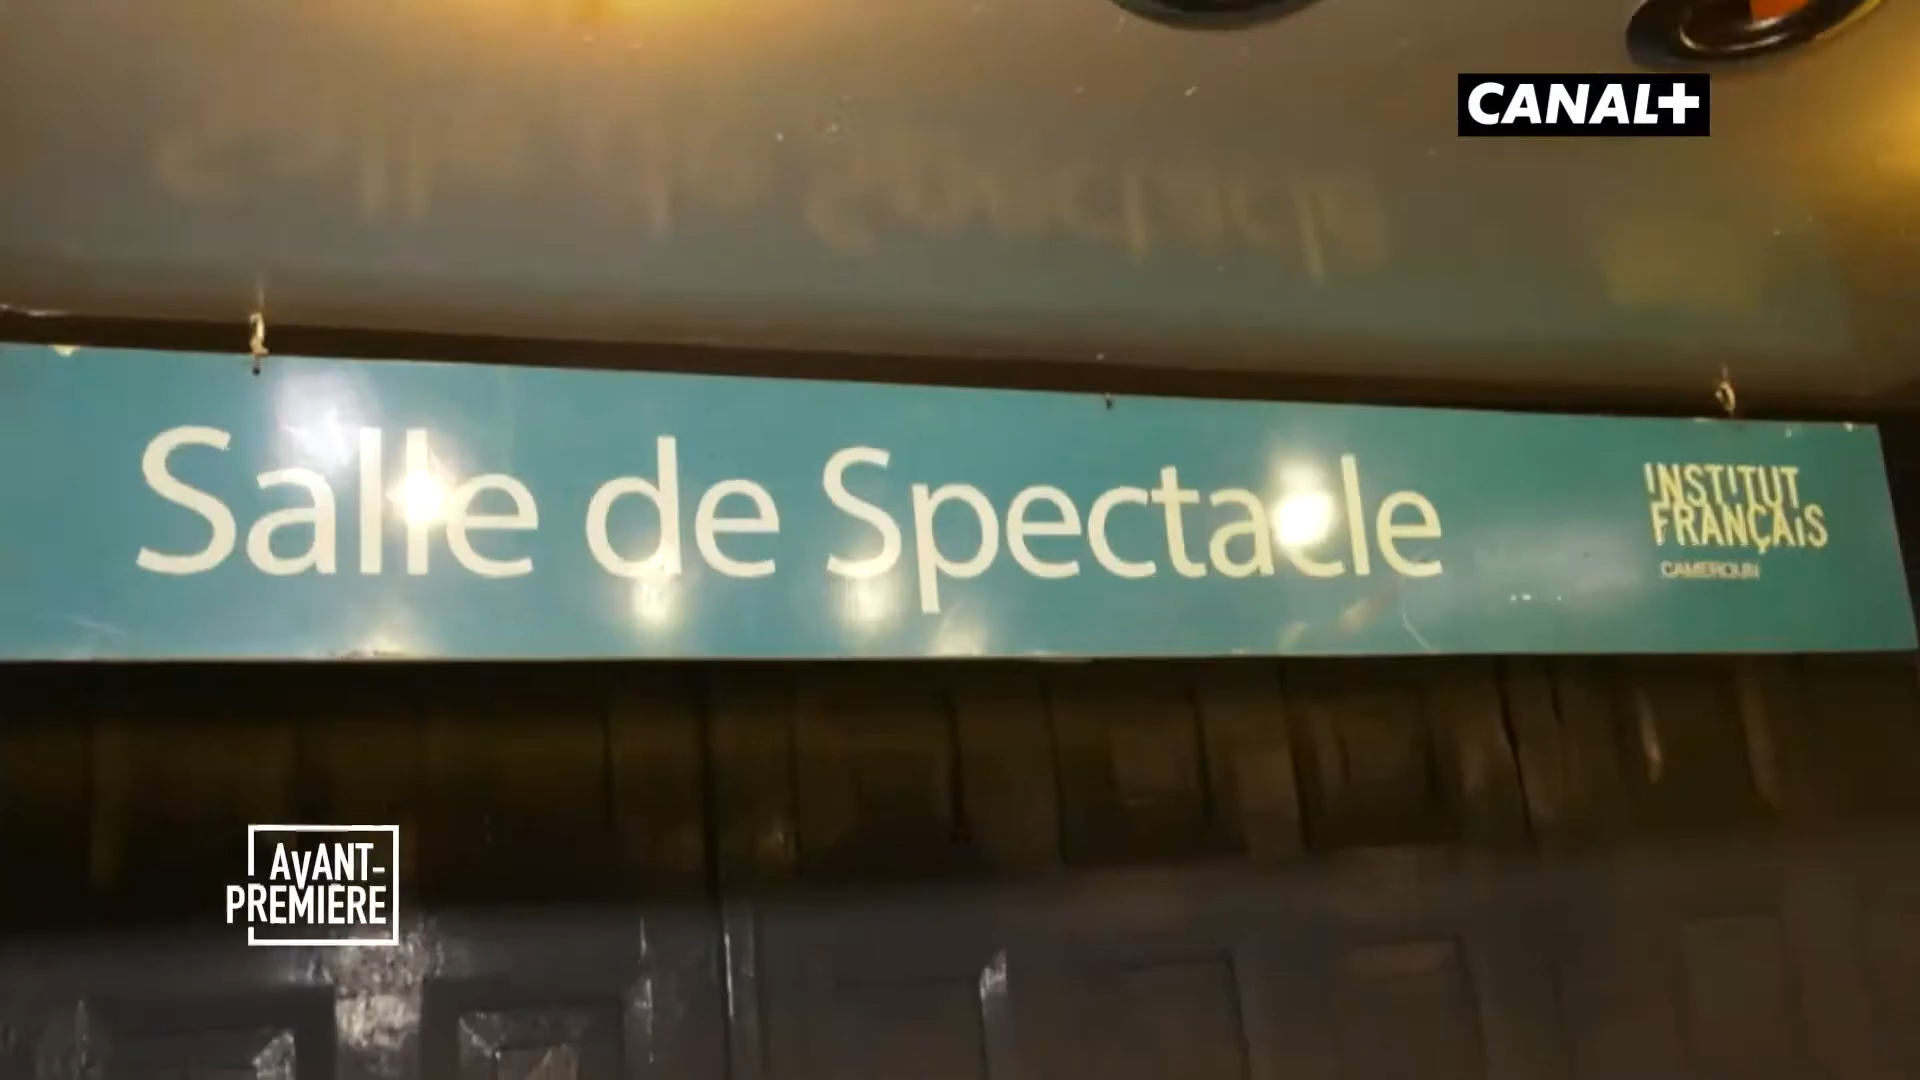 CANAL+
Salle de Spectacle
INSTITUT
FRANÇAIS
CAMEROUN
AVANT-
PREMIÈRE